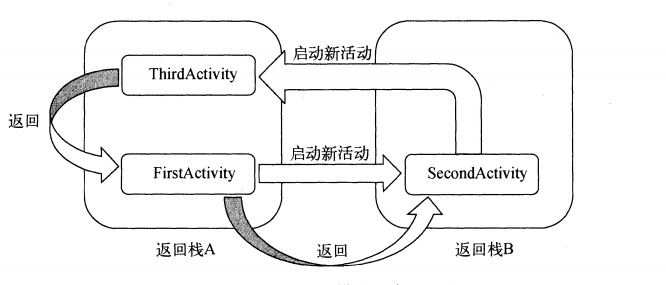 启动新活动
ThirdActivity
返回
启动新活动
FirstActivity
SecondActivity
返回栈A
返回
返回栈B